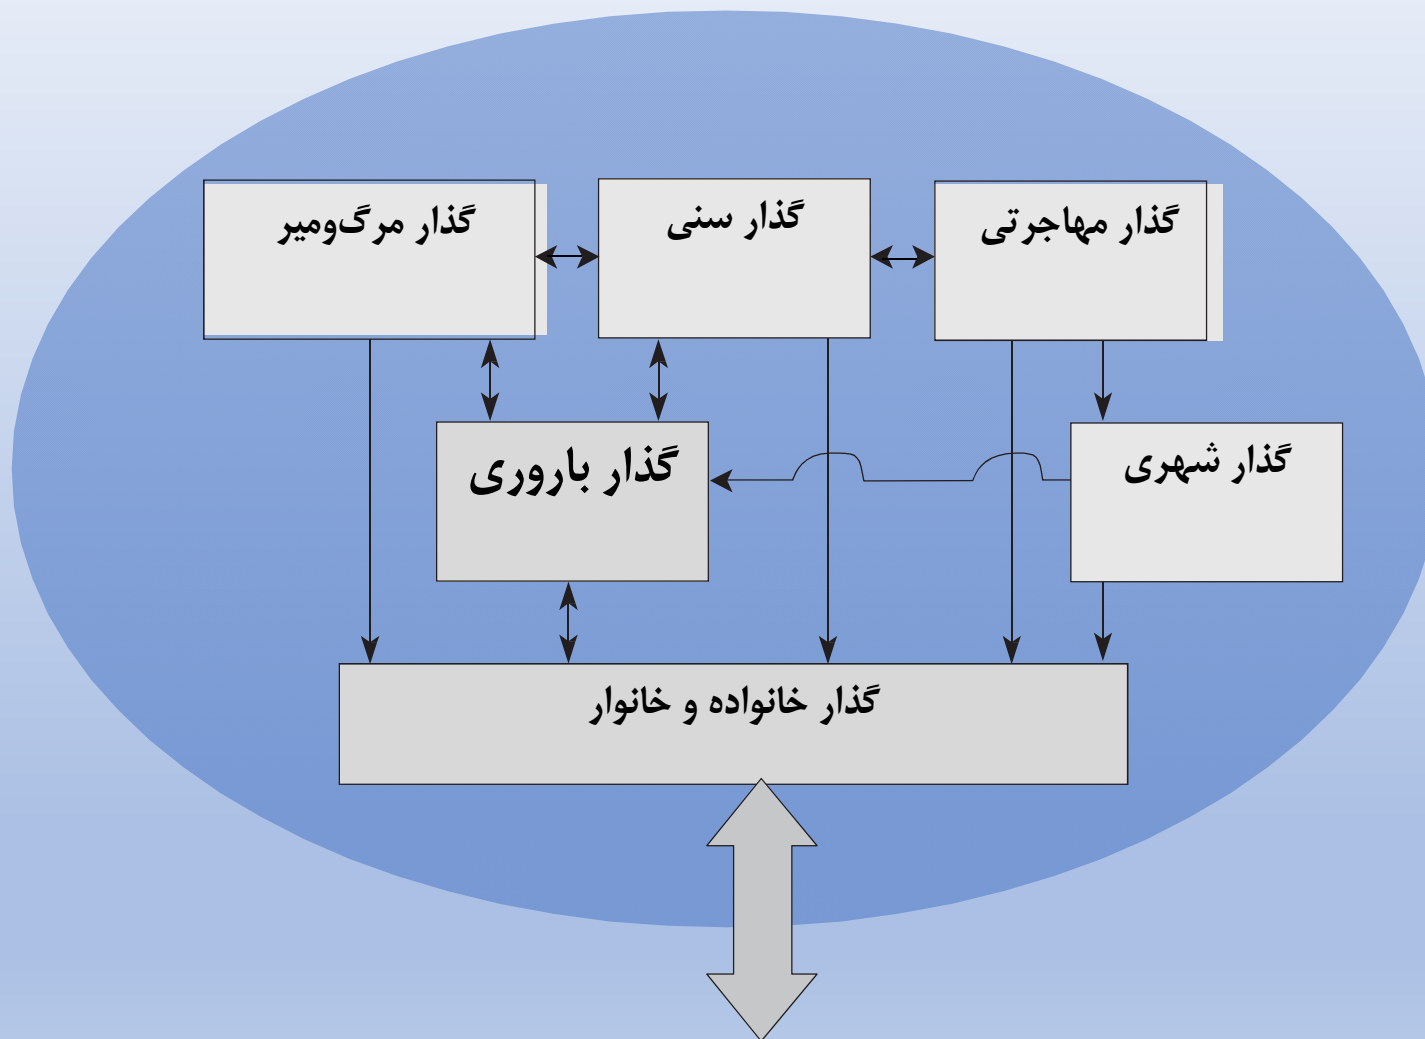 گذار مهاجرتی
گذار سنی
گذار مرگ‌ومیر
گذار شهری
گذار باروری
گذار خانواده و خانوار